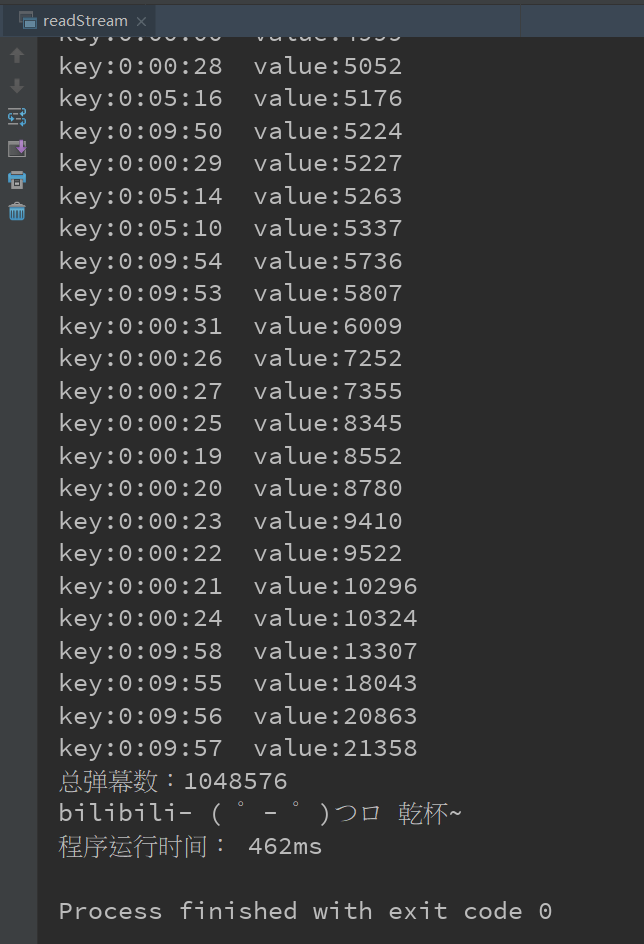 readStream
key:0:00:28  value:5052
key:0:05:16  value:5176
key:0:09:50  value:5224
key:0:00:29  value:5227
key:0:05:14  value:5263
key:0:05:10  value:5337
key:0:09:54  value:5736
key:0:09:53  value:5807
key:0:00:31  value:6009
key:0:00:26  value:7252
key:0:00:27  value:7355
key:0:00:25  value:8345
key:0:00:19  value:8552
key:0:00:20  value:8780
key:0:00:23  value:9410
key:0:00:22  value:9522
key:0:00:21  value:10296
key:0:00:24  value:10324
key:0:09:58  value:13307
key:0:09:55  value:18043
key:0:09:56  value:20863
key:0:09:57  value:21358
总弹幕数：1048576
bilibili- ( ゜- ゜)つロ 乾杯~
程序运行时间： 462ms
Process finished with exit code 0